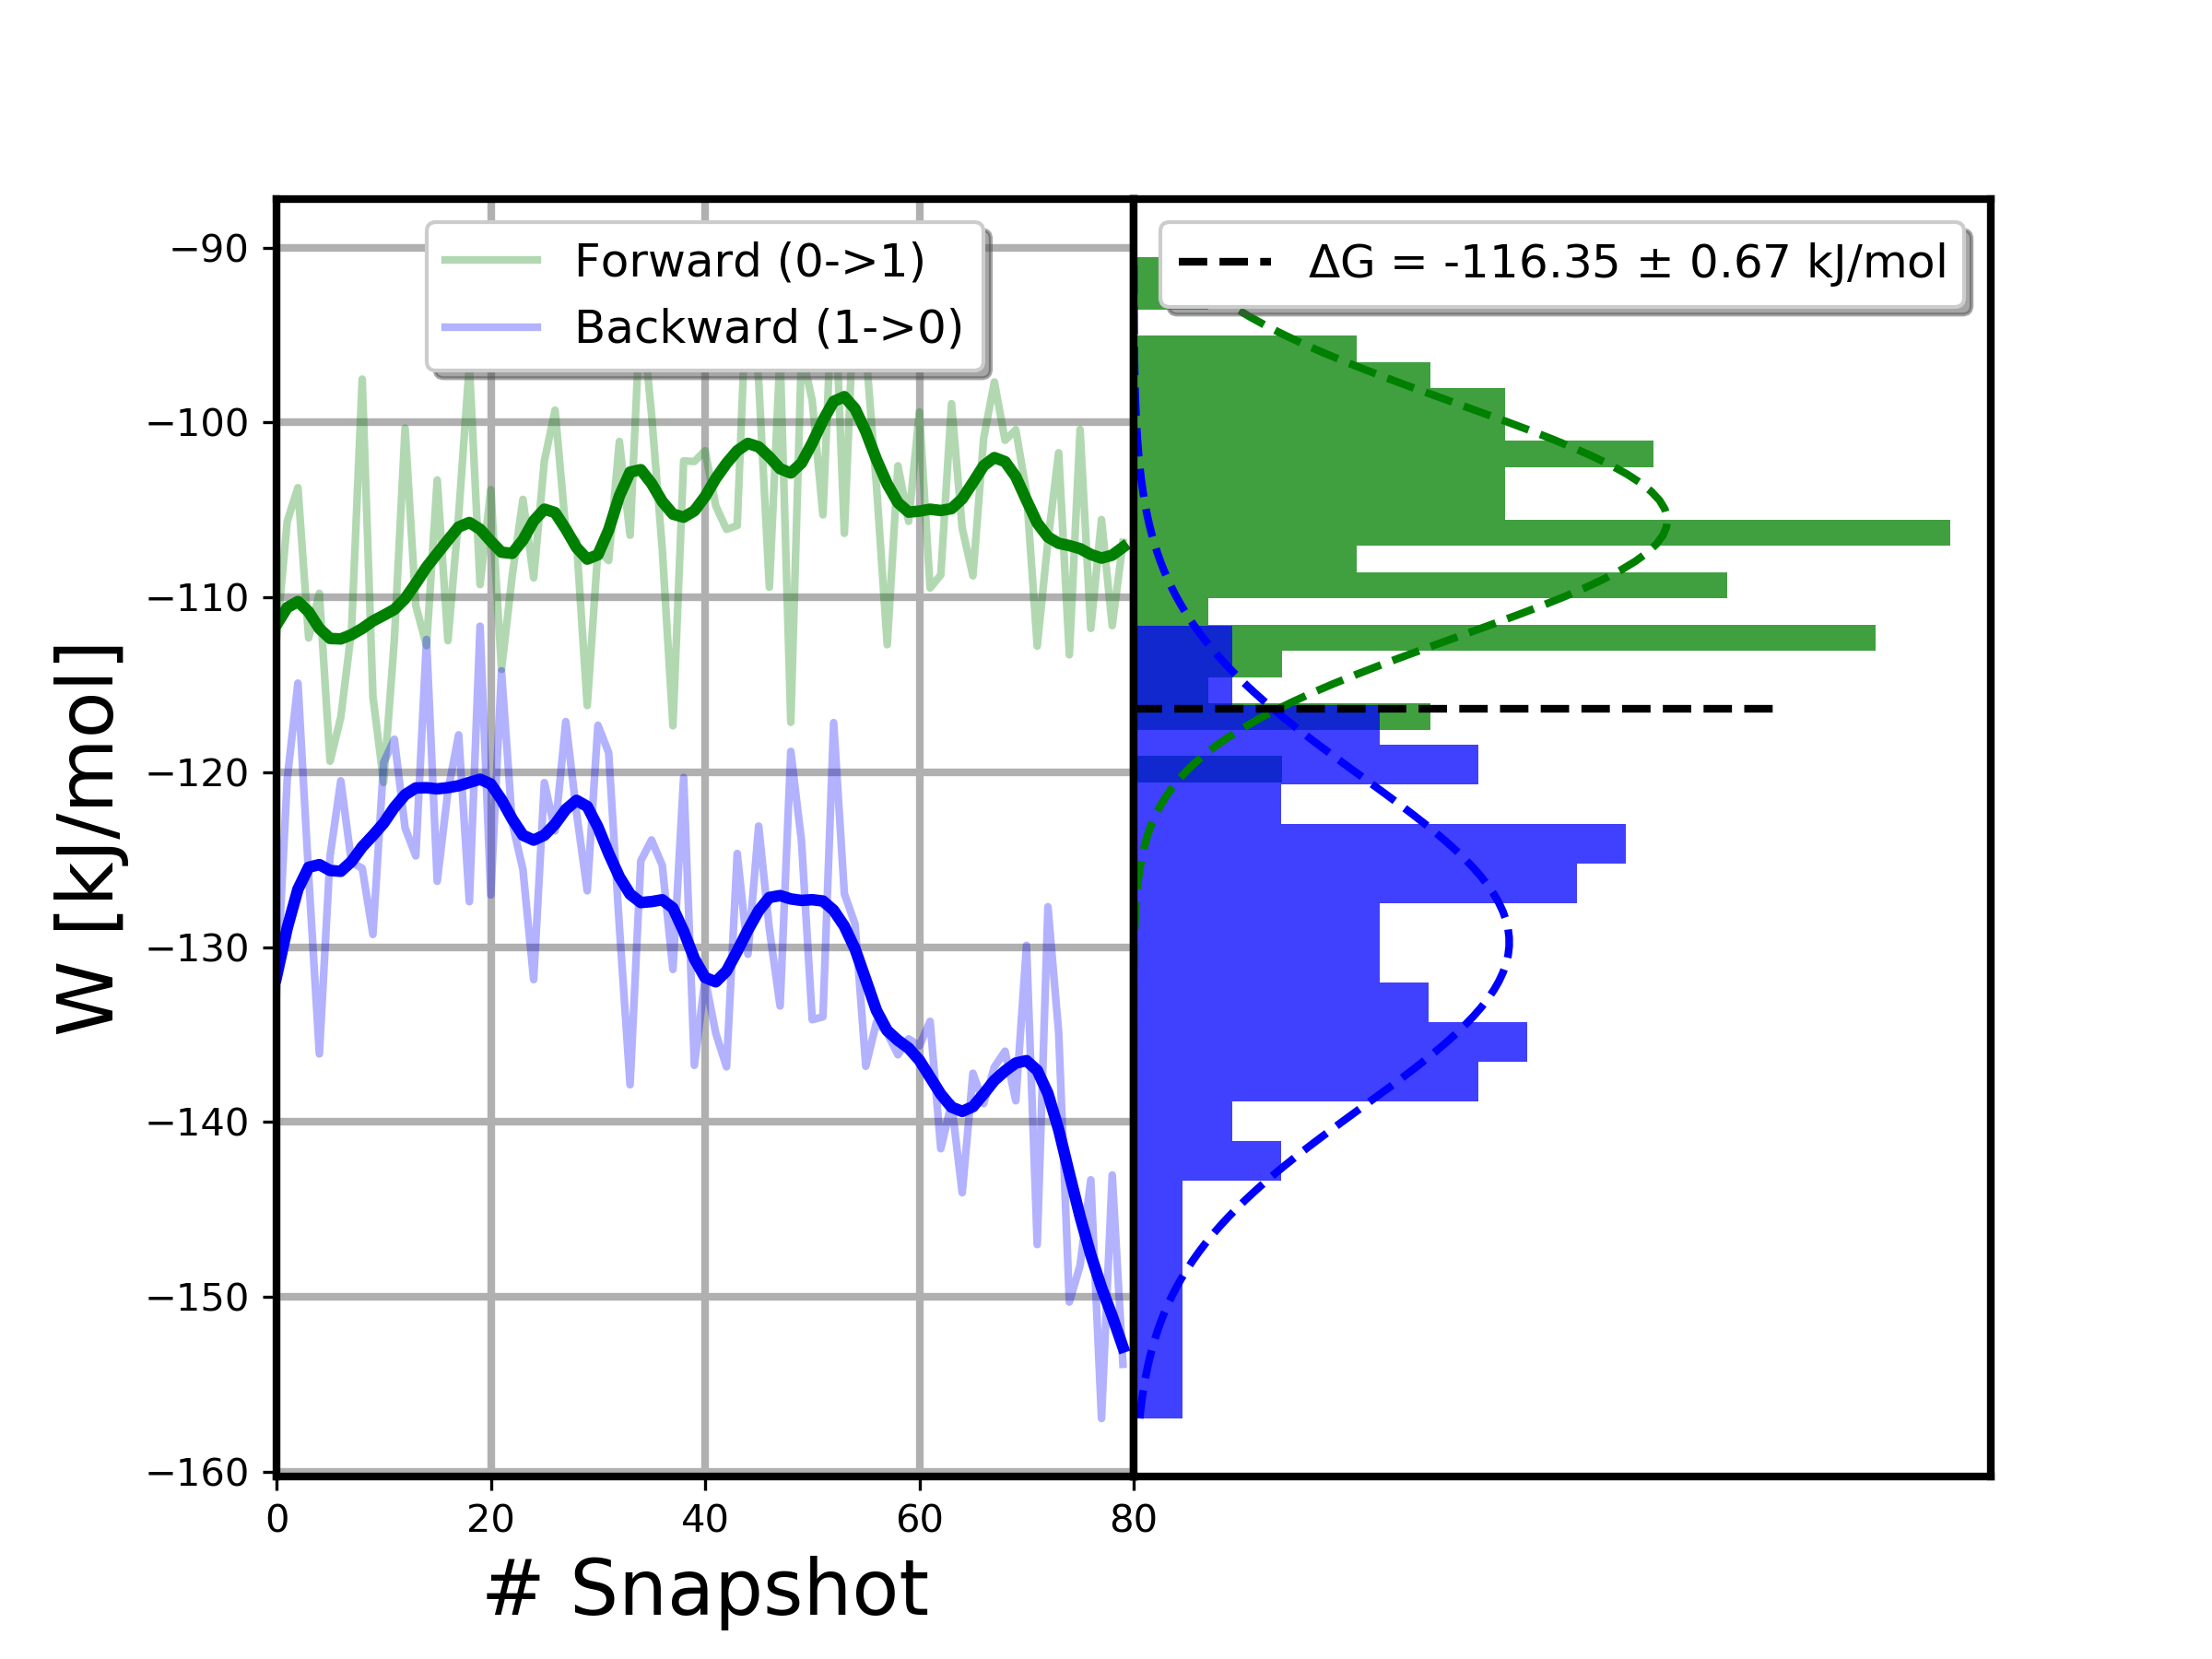 Forward (0->1)
Backward (1->0)
ΔG = -116.35 ± 0.67 kJ/mol
−90
−100
−110
−120
−130
−140
−150
−160
W [kJ/mol]
0 20 40 60 80
# Snapshot